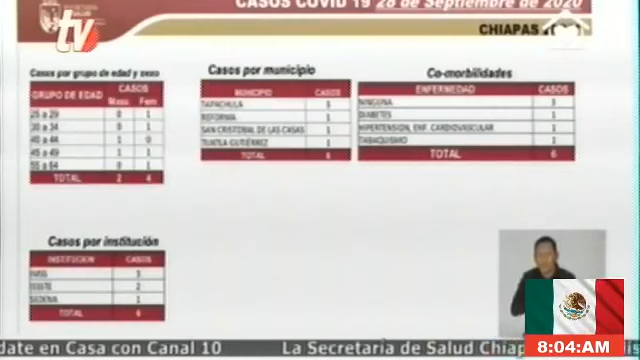 CASOS COVID 19 28 de Septiembre de 2020
tv
CHIAPAS
Casos por grupo de edad y sexo
GRUPO DE EDAD CASOS
Masc Fem
25 a 29 0 1
30 a 34 0 1
40 a 44 1 0
45 a 49 1 1
55 a 64 0 1
TOTAL 2 4
Casos por municipio
MUNICIPIO CASOS
TAPACHULA 3
REFORMA 1
SAN CRISTOBAL DE LAS CASAS 1
TUXTLA GUTIÉRREZ 1
TOTAL 6
Co-morbilidades
ENFERMEDAD CASOS
NINGUNA 3
DIABETES 1
HIPERTENSION, ENF. CARDIOVASCULAR 1
TABAQUISMO 1
TOTAL 6
Casos por institución
INSTITUCION CASOS
IMSS 3
ISSSTE 2
SEDENA 1
TOTAL 6
date en Casa con Canal 10 La Secretaria de Salud Chiap
8:04:AM